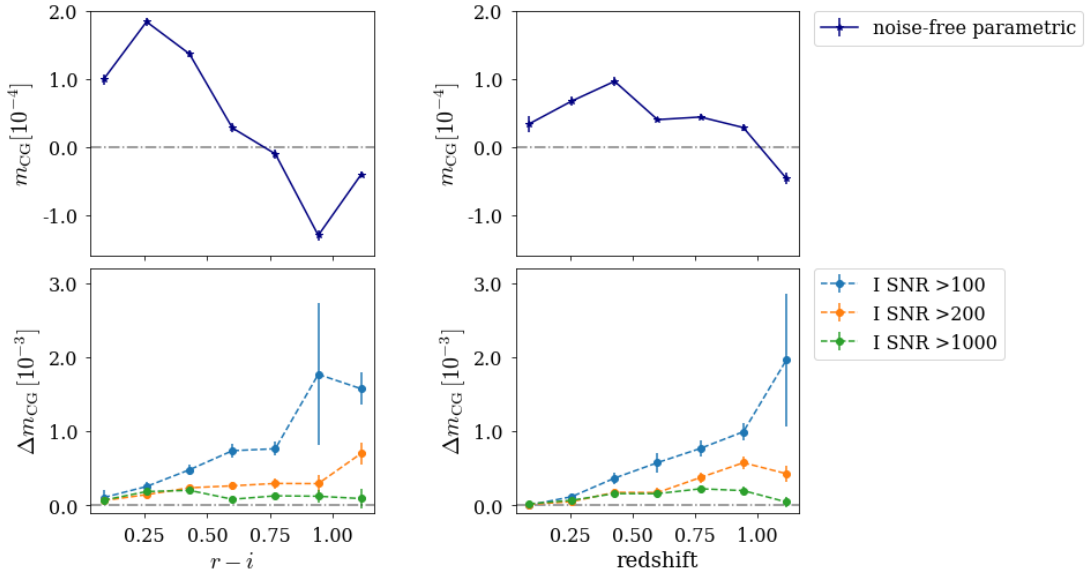 2.0
1.0
0.0
-1.0
m_CG [10⁻⁴]
2.0
1.0
0.0
-1.0
m_CG [10⁻⁴]
noise-free parametric
3.0
2.0
1.0
0.0
Δm_CG [10⁻³]
0.25 0.50 0.75 1.00
r − i
3.0
2.0
1.0
0.0
Δm_CG [10⁻³]
0.25 0.50 0.75 1.00
redshift
I SNR >100
I SNR >200
I SNR >1000